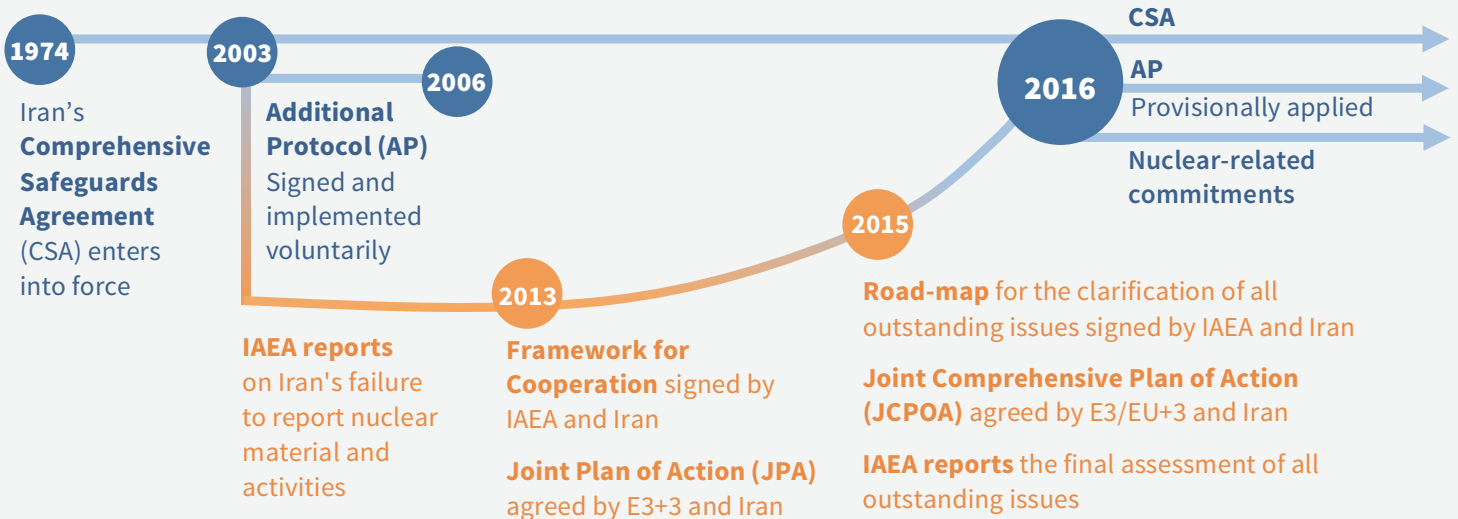 1974
Iran’s
Comprehensive
Safeguards
Agreement
(CSA) enters
into force
2003
2006
Additional
Protocol (AP)
Signed and
implemented
voluntarily
IAEA reports
on Iran's failure
to report nuclear
material and
activities
2013
Framework for
Cooperation signed by
IAEA and Iran
Joint Plan of Action (JPA)
agreed by E3+3 and Iran
2015
Road-map for the clarification of all
outstanding issues signed by IAEA and Iran
Joint Comprehensive Plan of Action
(JCPOA) agreed by E3/EU+3 and Iran
IAEA reports the final assessment of all
outstanding issues
2016
CSA
AP
Provisionally applied
Nuclear-related
commitments